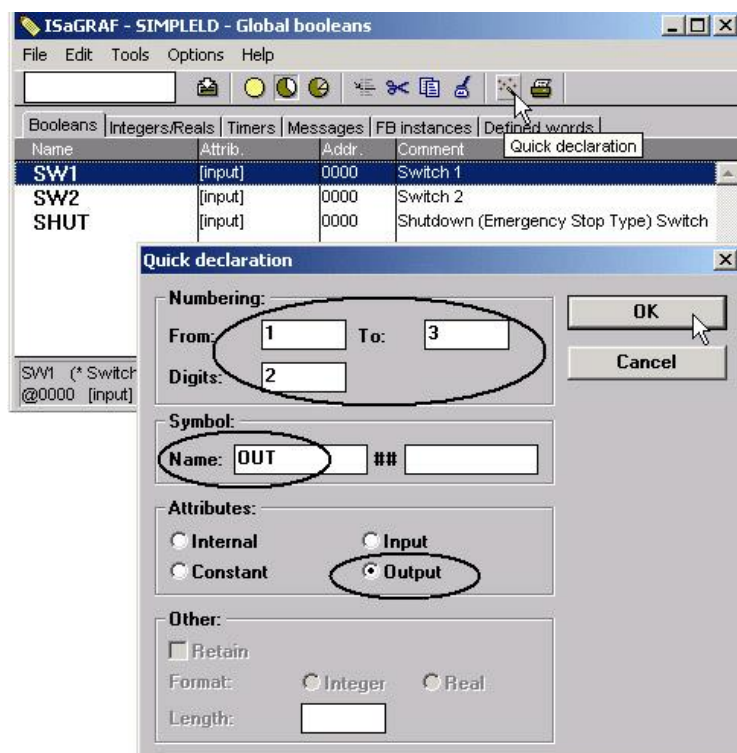 ISaGRAF - SIMPLELD - Global booleans
File Edit Tools Options Help
Booleans Integers/Reals Timers Messages FB instances Defined words
Quick declaration
Name Attrib. Addr. Comment
SW1 [input] 0000 Switch 1
SW2 [input] 0000 Switch 2
SHUT [input] 0000 Shutdown (Emergency Stop Type) Switch
SW1 (* Switch
@0000 [input]
Quick declaration
Numbering:
From: 1 To: 3
Digits: 2
OK
Cancel
Symbol:
Name: OUT ##
Attributes:
Internal Input
Constant Output
Other:
Retain
Format: Integer Real
Length: